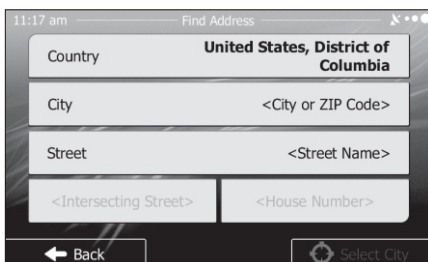 11:17 am Find Address
Country United States, District of
Columbia
City <City or ZIP Code>
Street <Street Name>
<Intersecting Street> <House Number>
Back Select City